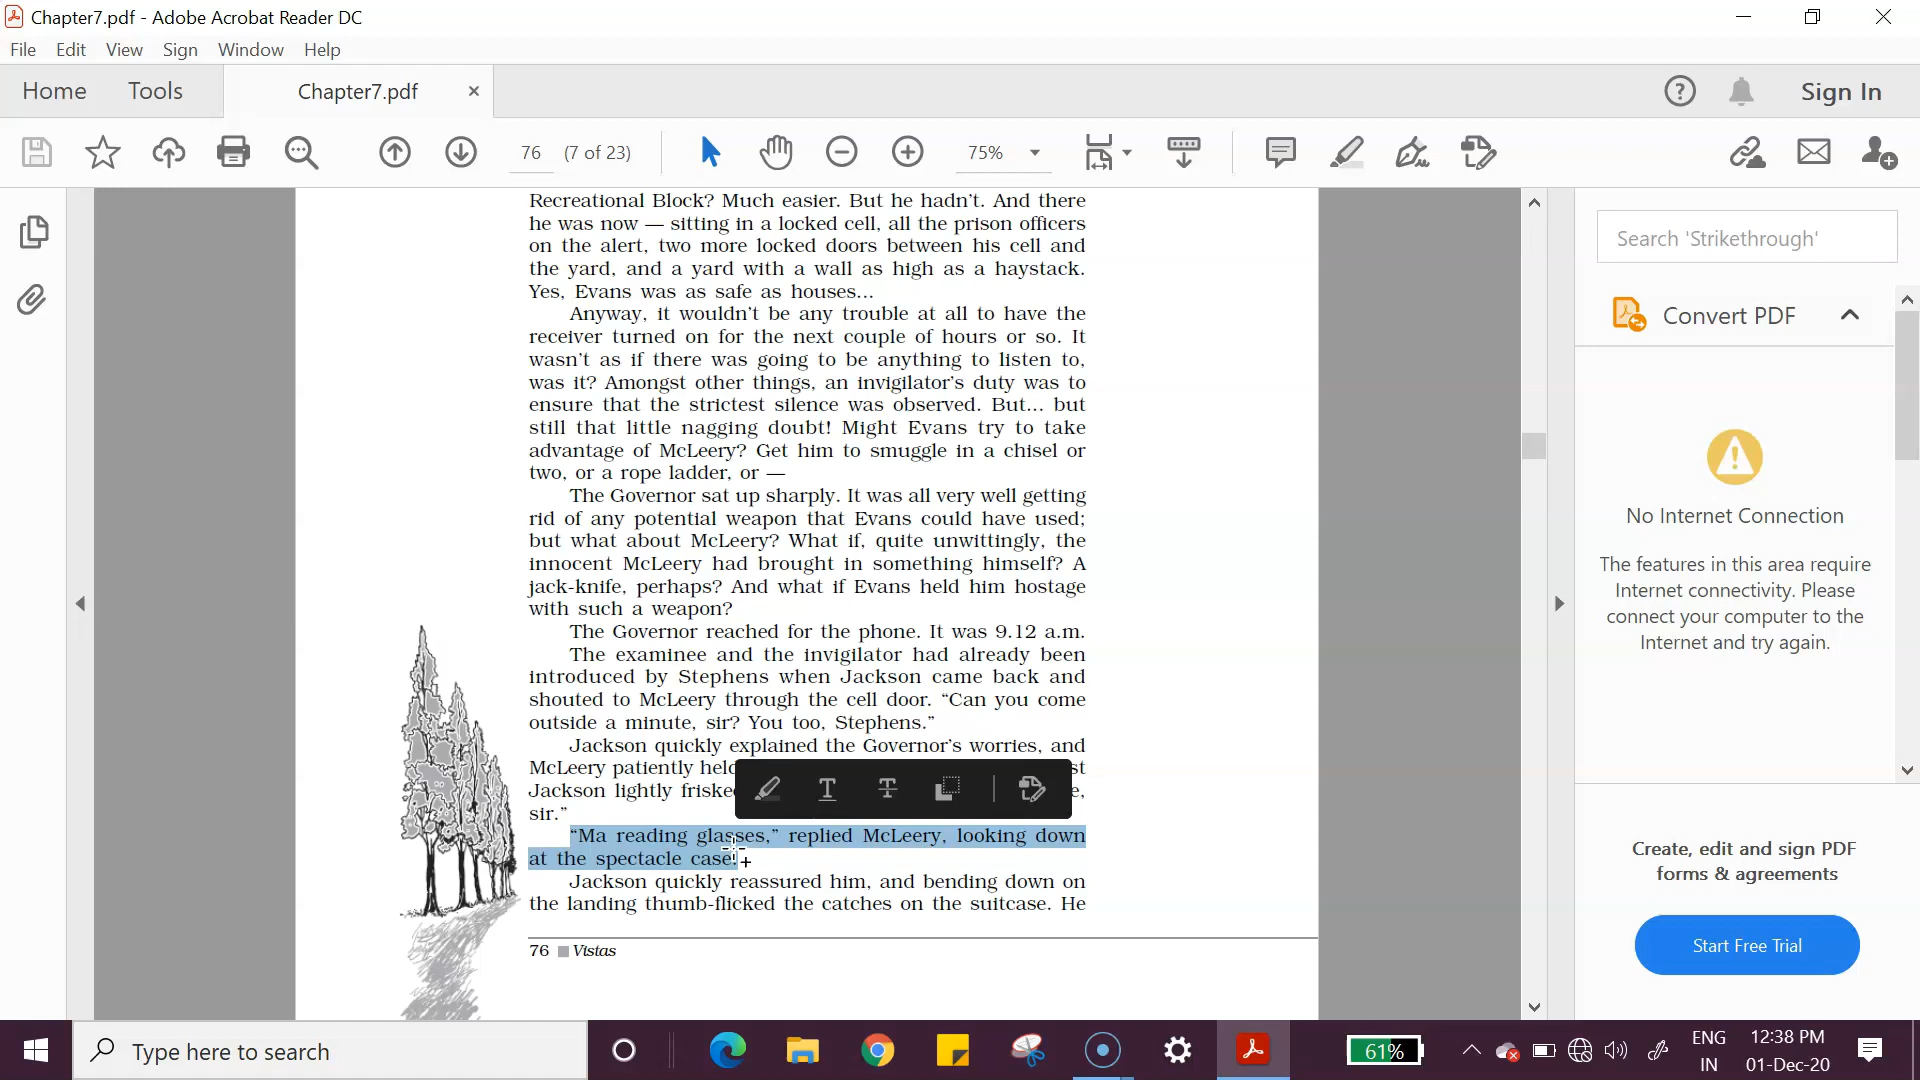 Chapter7.pdf - Adobe Acrobat Reader DC
File Edit View Sign Window Help
Home Tools Chapter7.pdf × Sign In
76 (7 of 23) 75%
Recreational Block? Much easier. But he hadn't. And there
he was now — sitting in a locked cell, all the prison officers
on the alert, two more locked doors between his cell and
the yard, and a yard with a wall as high as a haystack.
Yes, Evans was as safe as houses...
Anyway, it wouldn't be any trouble at all to have the
receiver turned on for the next couple of hours or so. It
wasn't as if there was going to be anything to listen to,
was it? Amongst other things, an invigilator's duty was to
ensure that the strictest silence was observed. But... but
still that little nagging doubt! Might Evans try to take
advantage of McLeery? Get him to smuggle in a chisel or
two, or a rope ladder, or —
The Governor sat up sharply. It was all very well getting
rid of any potential weapon that Evans could have used;
but what about McLeery? What if, quite unwittingly, the
innocent McLeery had brought in something himself? A
jack-knife, perhaps? And what if Evans held him hostage
with such a weapon?
The Governor reached for the phone. It was 9.12 a.m.
The examinee and the invigilator had already been
introduced by Stephens when Jackson came back and
shouted to McLeery through the cell door. “Can you come
outside a minute, sir? You too, Stephens.”
Jackson quickly explained the Governor's worries, and
McLeery patiently held
Jackson lightly frisked
sir.”
“Ma reading glasses,” replied McLeery, looking down
at the spectacle case.
Jackson quickly reassured him, and bending down on
the landing thumb-flicked the catches on the suitcase. He
76 Vistas
Search 'Strikethrough'
Convert PDF
No Internet Connection
The features in this area require
Internet connectivity. Please
connect your computer to the
Internet and try again.
Create, edit and sign PDF
forms & agreements
Start Free Trial
Type here to search
61%
ENG
IN
12:38 PM
01-Dec-20